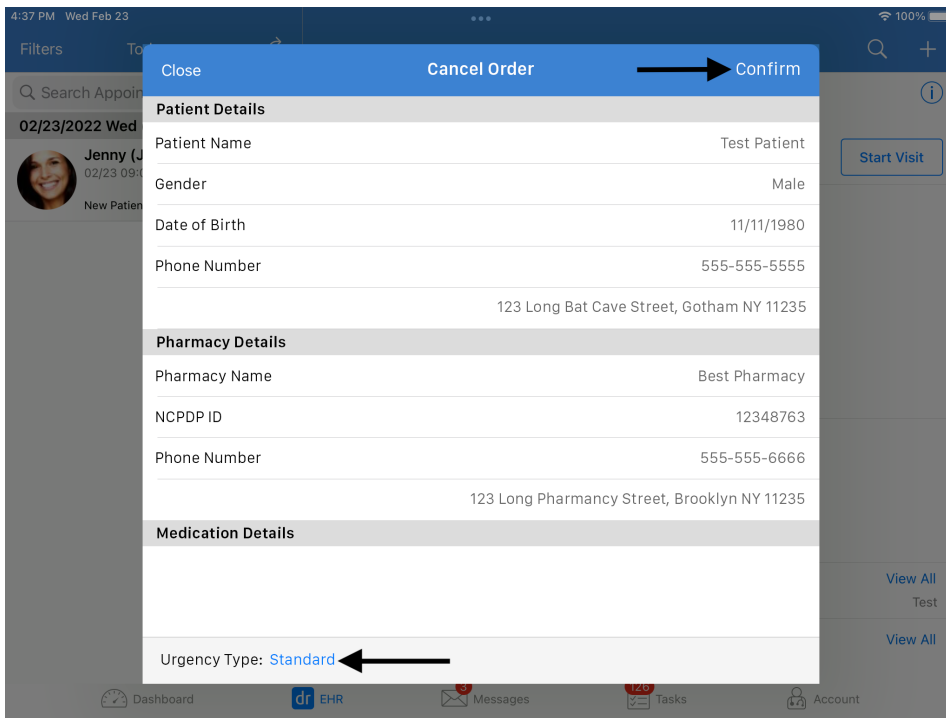 4:37 PM Wed Feb 23
100%
Filters
Close
Cancel Order
Confirm
Search Appoin
Patient Details
02/23/2022 Wed
Patient Name Test Patient
Jenny (J
Start Visit
02/23 09:0
Gender Male
New Patien
Date of Birth 11/11/1980
Phone Number 555-555-5555
123 Long Bat Cave Street, Gotham NY 11235
Pharmacy Details
Pharmacy Name Best Pharmacy
NCPDP ID 12348763
Phone Number 555-555-6666
123 Long Pharmancy Street, Brooklyn NY 11235
Medication Details
View All
Test
View All
Urgency Type: Standard
Dashboard
dr EHR
3
Messages
126
Tasks
Account